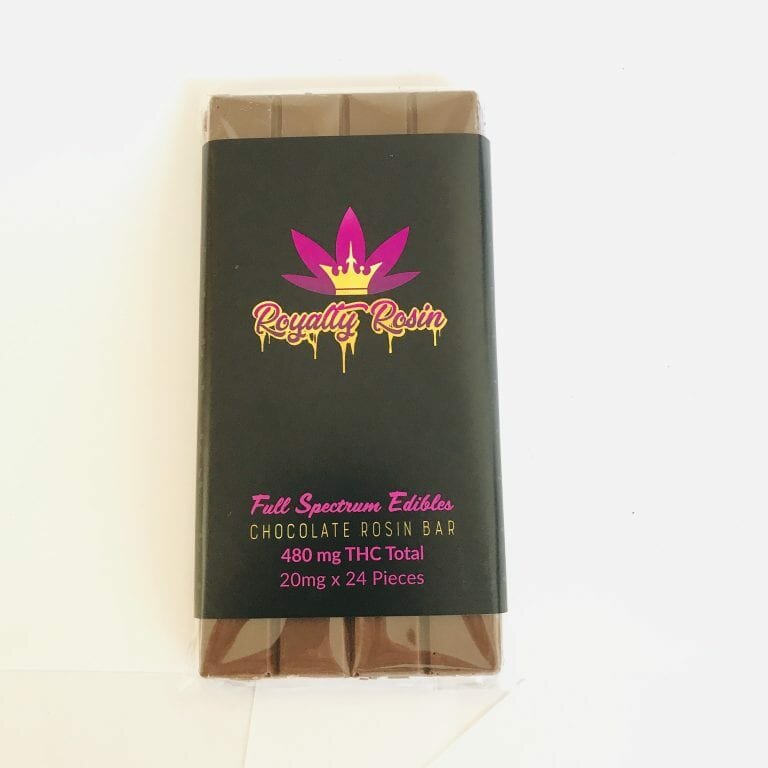 Royalty Rosin
Full Spectrum Edibles
CHOCOLATE ROSIN BAR
480 mg THC Total
20mg x 24 Pieces